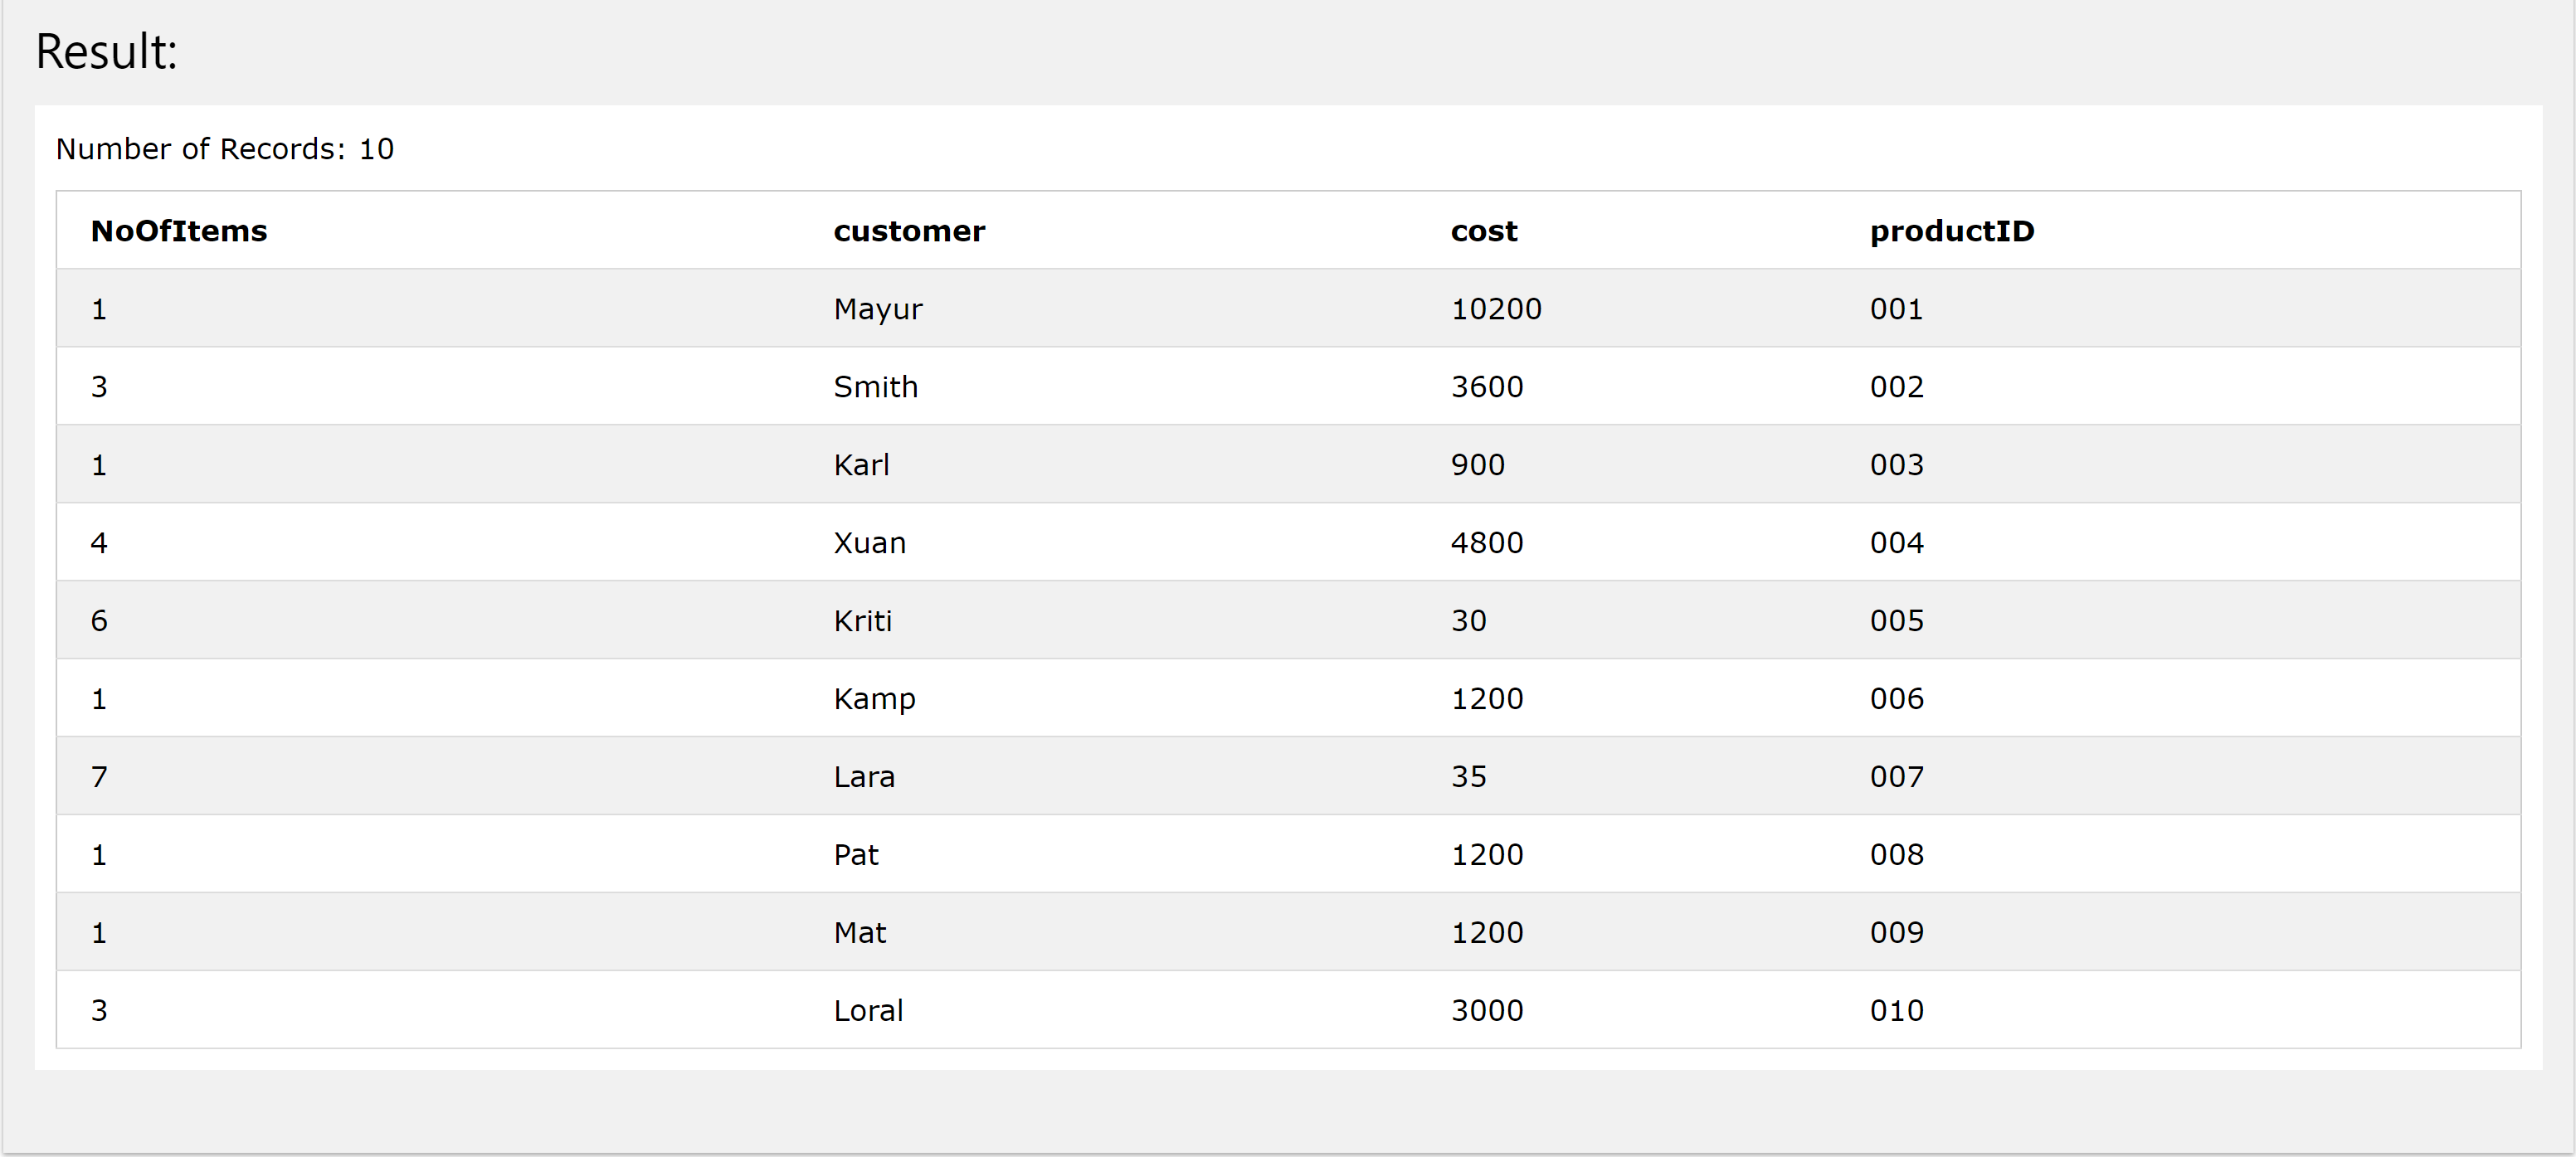 Result:
Number of Records: 10
NoOfItems customer cost productID
1 Mayur 10200 001
3 Smith 3600 002
1 Karl 900 003
4 Xuan 4800 004
6 Kriti 30 005
1 Kamp 1200 006
7 Lara 35 007
1 Pat 1200 008
1 Mat 1200 009
3 Loral 3000 010